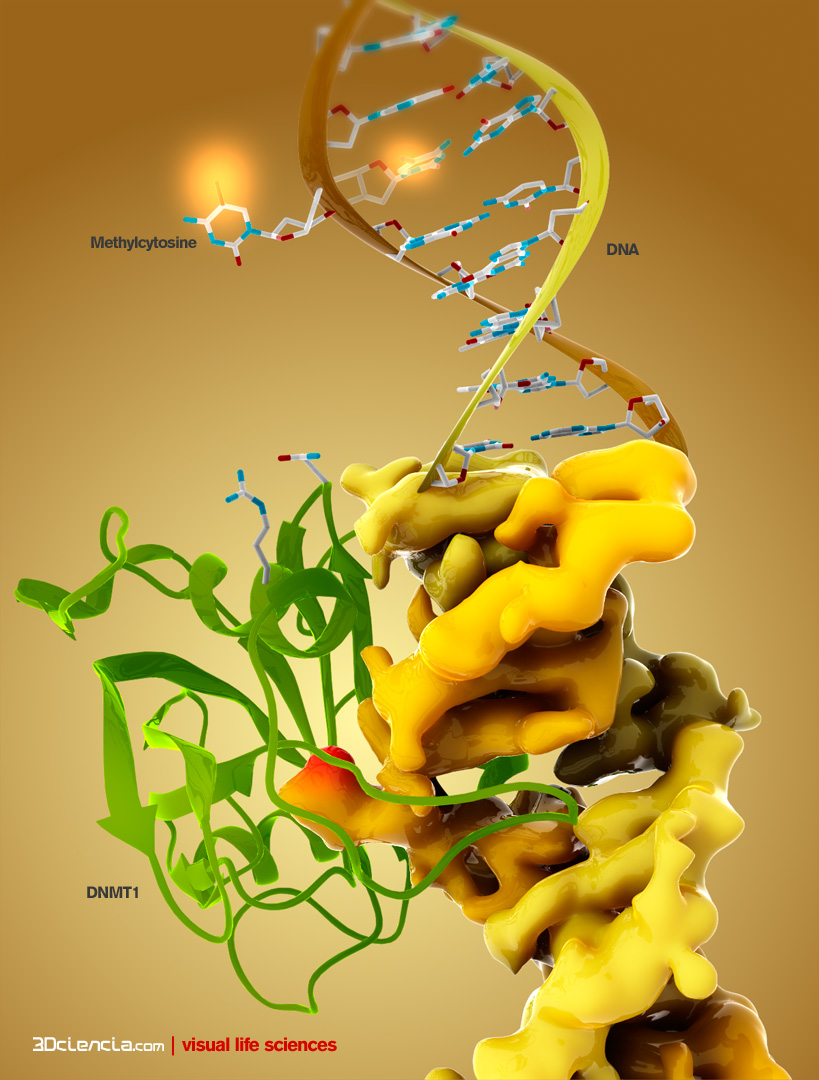 Methylcytosine
DNA
DNMT1
3Dciencia.com | visual life sciences